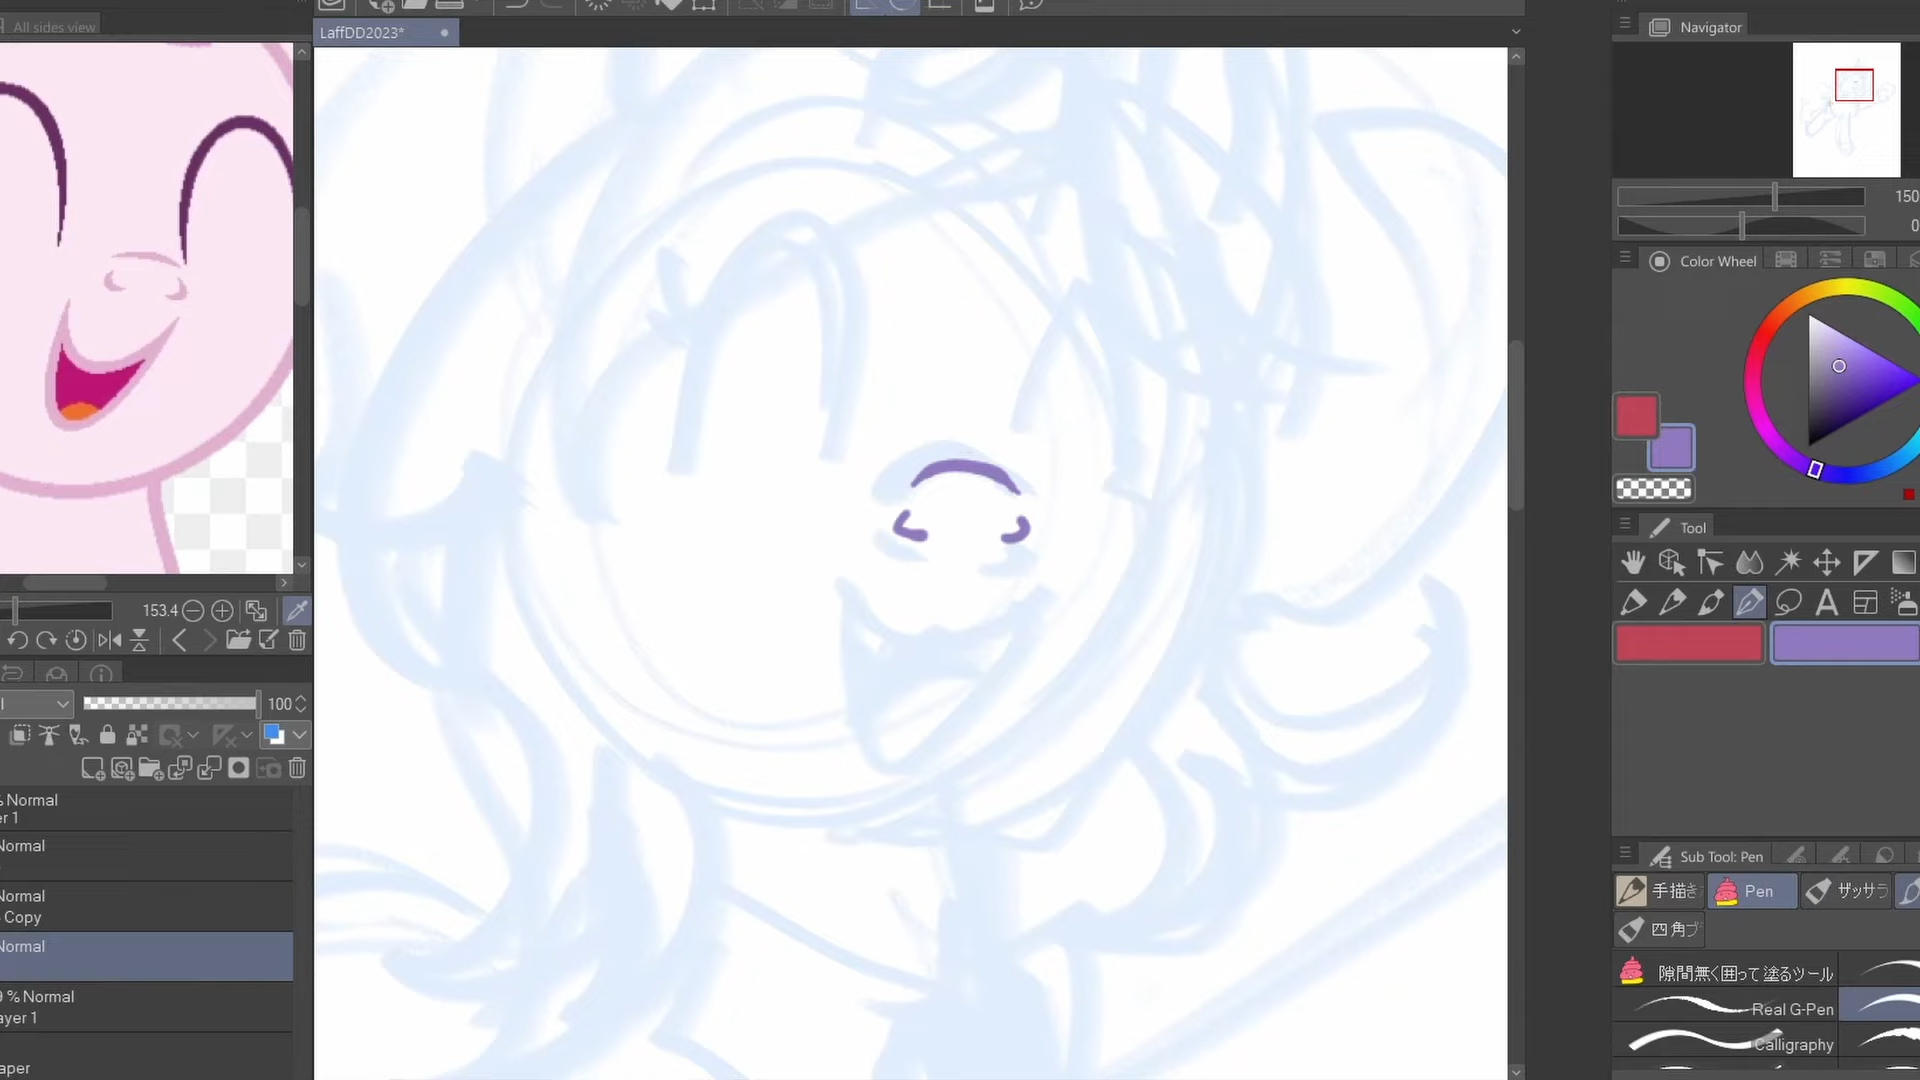 All sides view
LaffDD2023*
Navigator
150
0
Color Wheel
Tool
153.4
100
% Normal
er 1
Normal
Normal
Copy
Normal
9 % Normal
ayer 1
aper
Sub Tool: Pen
手描き
Pen
ザッサラ
四角ブ
隙間無く囲って塗るツール
Real G-Pen
Calligraphy